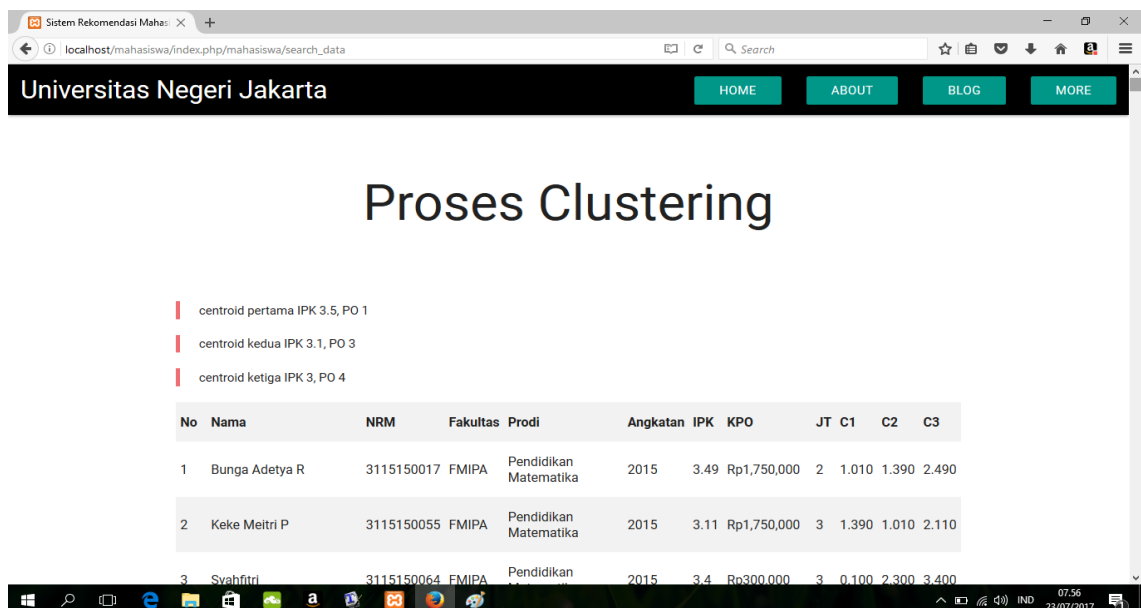 Sistem Rekomendasi Mahas
localhost/mahasiswa/index.php/mahasiswa/search_data
Search
Universitas Negeri Jakarta
HOME ABOUT BLOG MORE
Proses Clustering
centroid pertama IPK 3.5, PO 1
centroid kedua IPK 3.1, PO 3
centroid ketiga IPK 3, PO 4
No Nama NRM Fakultas Prodi Angkatan IPK KPO JT C1 C2 C3
1 Bunga Adetya R 3115150017 FMIPA Pendidikan Matematika 2015 3.49 Rp1,750,000 2 1.010 1.390 2.490
2 Keke Meitri P 3115150055 FMIPA Pendidikan Matematika 2015 3.11 Rp1,750,000 3 1.390 1.010 2.110
3 Syahfitri 3115150064 FMIPA Pendidikan 2015 3.4 Rp300,000 3 0.100 2.300 3.400
IND
07.56
23/07/2017